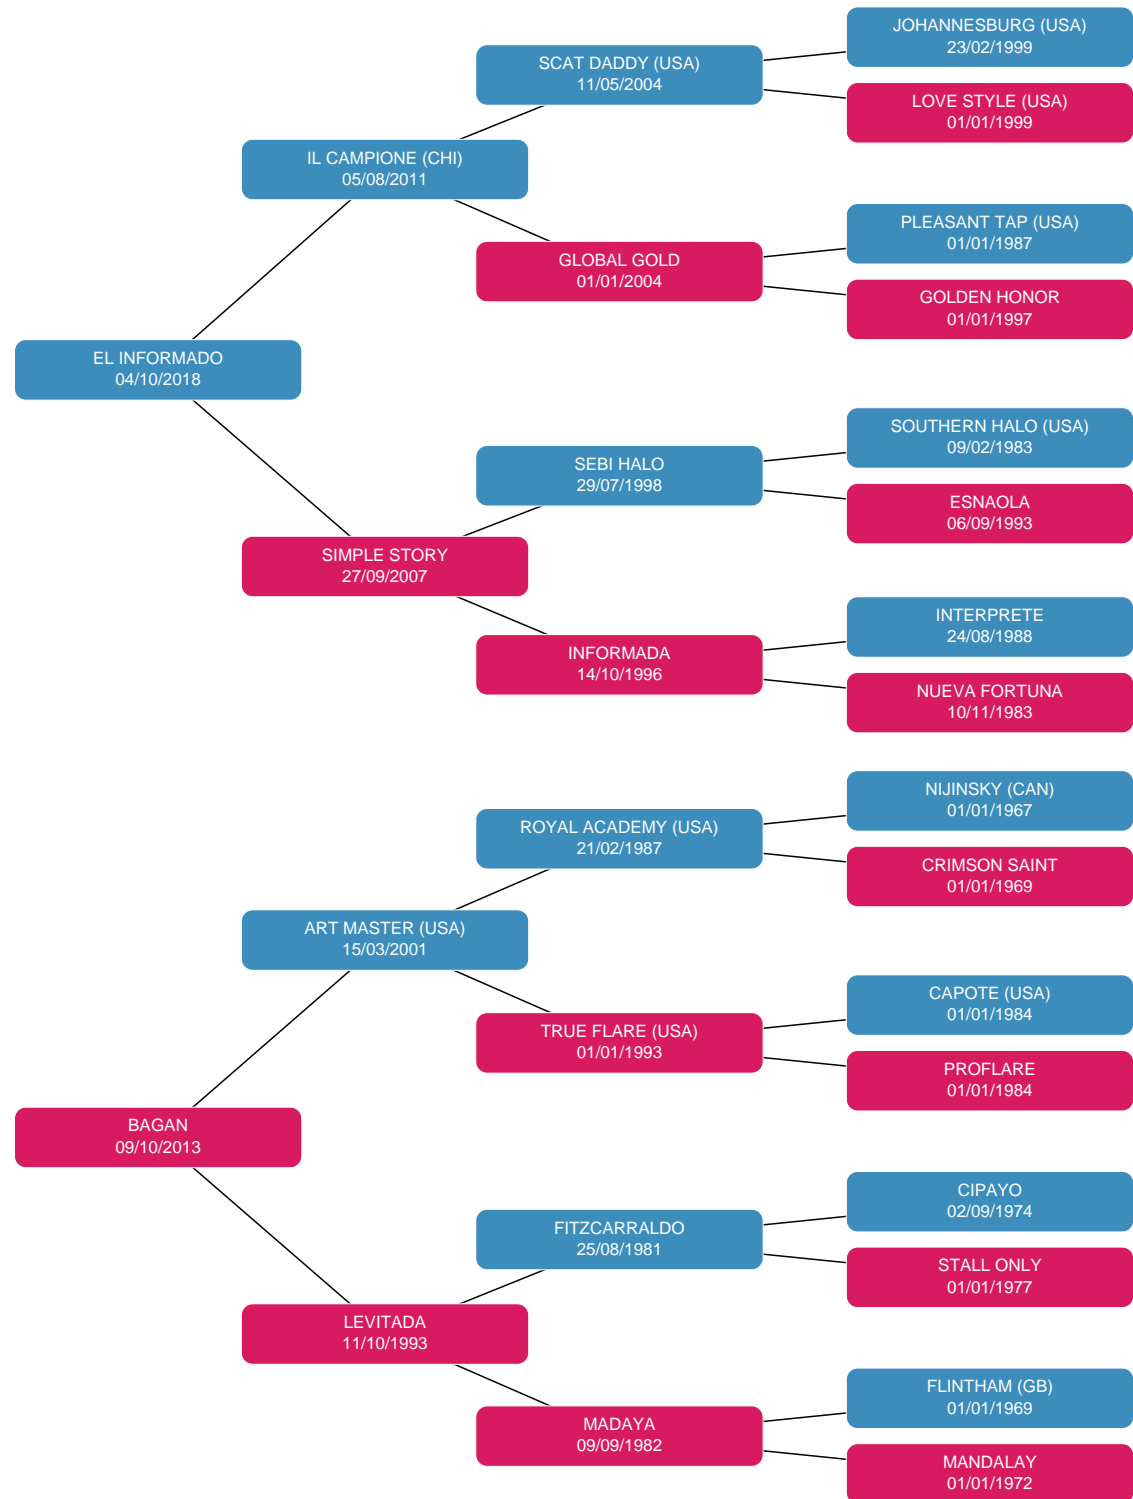 JOHANNESBURG (USA)
23/02/1999
SCAT DADDY (USA)
11/05/2004
LOVE STYLE (USA)
01/01/1999
IL CAMPIONE (CHI)
05/08/2011
PLEASANT TAP (USA)
01/01/1987
GLOBAL GOLD
01/01/2004
GOLDEN HONOR
01/01/1997
EL INFORMADO
04/10/2018
SOUTHERN HALO (USA)
09/02/1983
SEBI HALO
29/07/1998
ESNAOLA
06/09/1993
SIMPLE STORY
27/09/2007
INTERPRETE
24/08/1988
INFORMADA
14/10/1996
NUEVA FORTUNA
10/11/1983
NIJINSKY (CAN)
01/01/1967
ROYAL ACADEMY (USA)
21/02/1987
CRIMSON SAINT
01/01/1969
ART MASTER (USA)
15/03/2001
CAPOTE (USA)
01/01/1984
TRUE FLARE (USA)
01/01/1993
PROFLARE
01/01/1984
BAGAN
09/10/2013
CIPAYO
02/09/1974
FITZCARRALDO
25/08/1981
STALL ONLY
01/01/1977
LEVITADA
11/10/1993
FLINTHAM (GB)
01/01/1969
MADAYA
09/09/1982
MANDALAY
01/01/1972